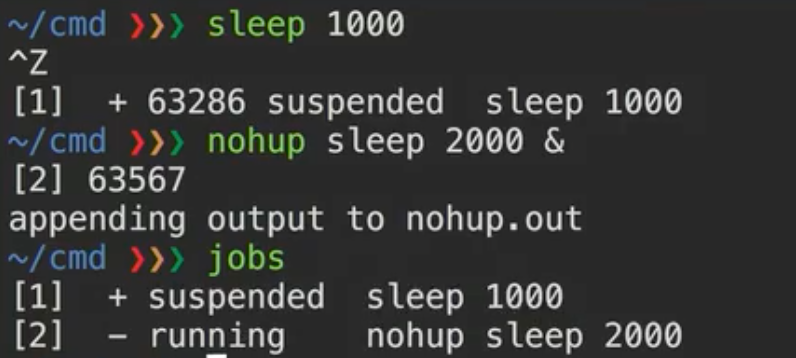 ~/cmd ❯❯❯ sleep 1000
^Z
[1]  + 63286 suspended  sleep 1000
~/cmd ❯❯❯ nohup sleep 2000 &
[2] 63567
appending output to nohup.out
~/cmd ❯❯❯ jobs
[1]  + suspended  sleep 1000
[2]  - running    nohup sleep 2000